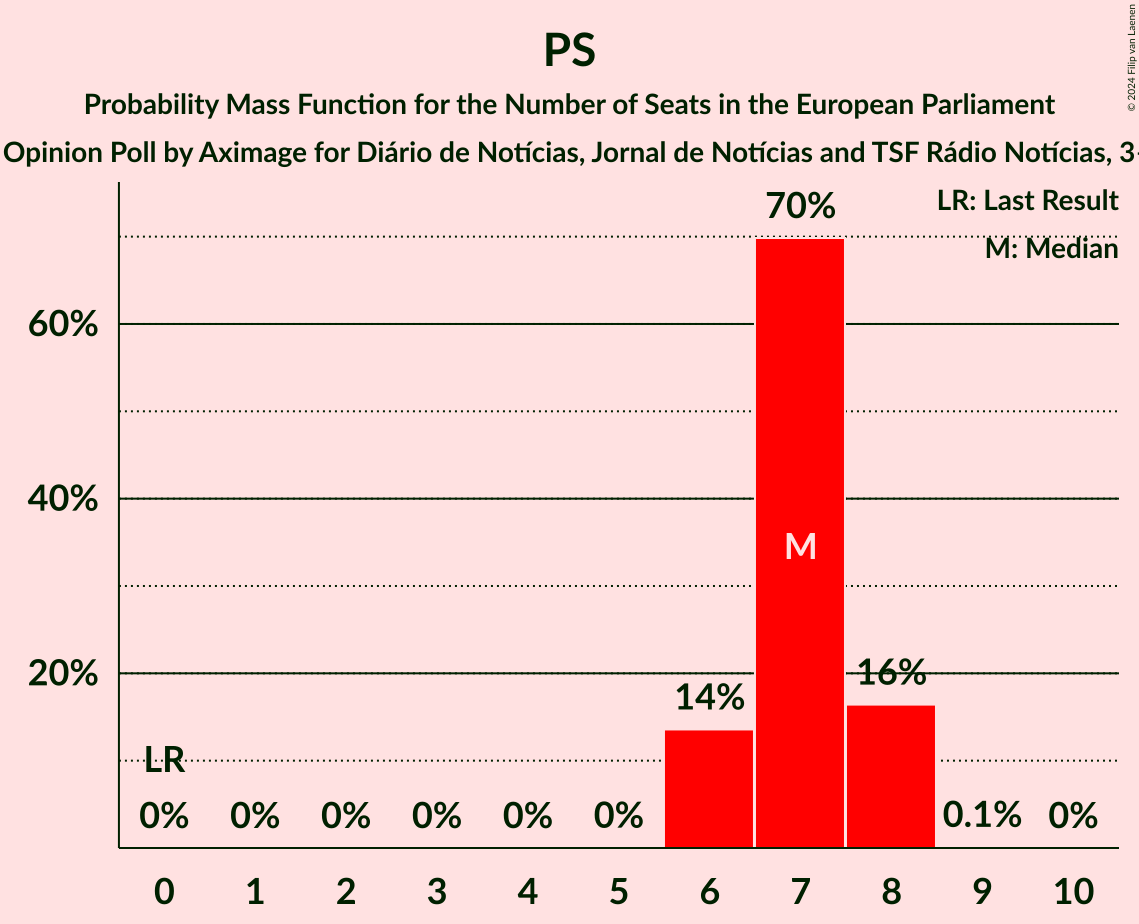 PS
Probability Mass Function for the Number of Seats in the European Parliament
Opinion Poll by Aximage for Diário de Notícias, Jornal de Notícias and TSF Rádio Notícias, 3-
© 2024 Filip van Laenen
LR: Last Result
M: Median
70%
60%
40%
20%
M
16%
14%
LR
0% 0% 0% 0% 0% 0% 0.1% 0%
0 1 2 3 4 5 6 7 8 9 10